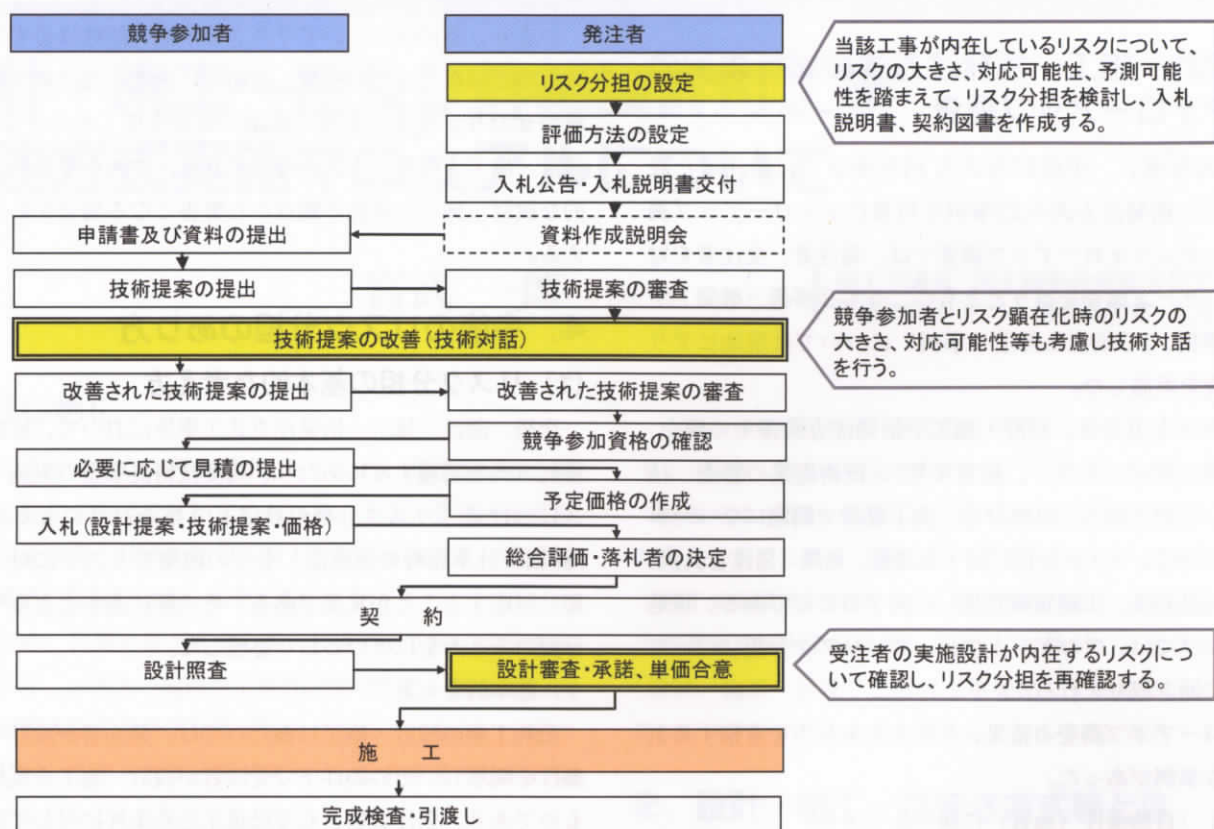 競争参加者
発注者
リスク分担の設定
当該工事が内在しているリスクについて、
リスクの大きさ、対応可能性、予測可能
性を踏まえて、リスク分担を検討し、入札
説明書、契約図書を作成する。
評価方法の設定
入札公告・入札説明書交付
申請書及び資料の提出
資料作成説明会
技術提案の提出
技術提案の審査
技術提案の改善(技術対話)
競争参加者とリスク顕在化時のリスクの
大きさ、対応可能性等も考慮し技術対話
を行う。
改善された技術提案の提出
改善された技術提案の審査
競争参加資格の確認
必要に応じて見積の提出
予定価格の作成
入札(設計提案・技術提案・価格)
総合評価・落札者の決定
契 約
設計照査
設計審査・承諾、単価合意
受注者の実施設計が内在するリスクにつ
いて確認し、リスク分担を再確認する。
施 工
完成検査・引渡し